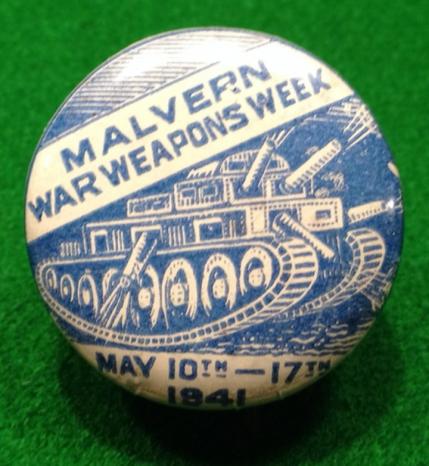 MALVERN
WAR WEAPONS WEEK
MAY 10TH — 17TH
1941